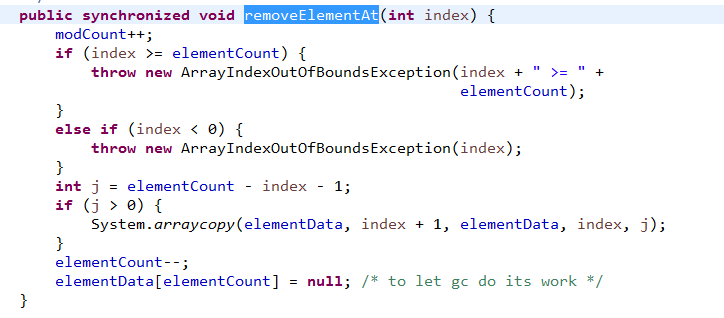 public synchronized void removeElementAt(int index) {
    modCount++;
    if (index >= elementCount) {
        throw new ArrayIndexOutOfBoundsException(index + " >= " +
                                                 elementCount);
    }
    else if (index < 0) {
        throw new ArrayIndexOutOfBoundsException(index);
    }
    int j = elementCount - index - 1;
    if (j > 0) {
        System.arraycopy(elementData, index + 1, elementData, index, j);
    }
    elementCount--;
    elementData[elementCount] = null; /* to let gc do its work */
}